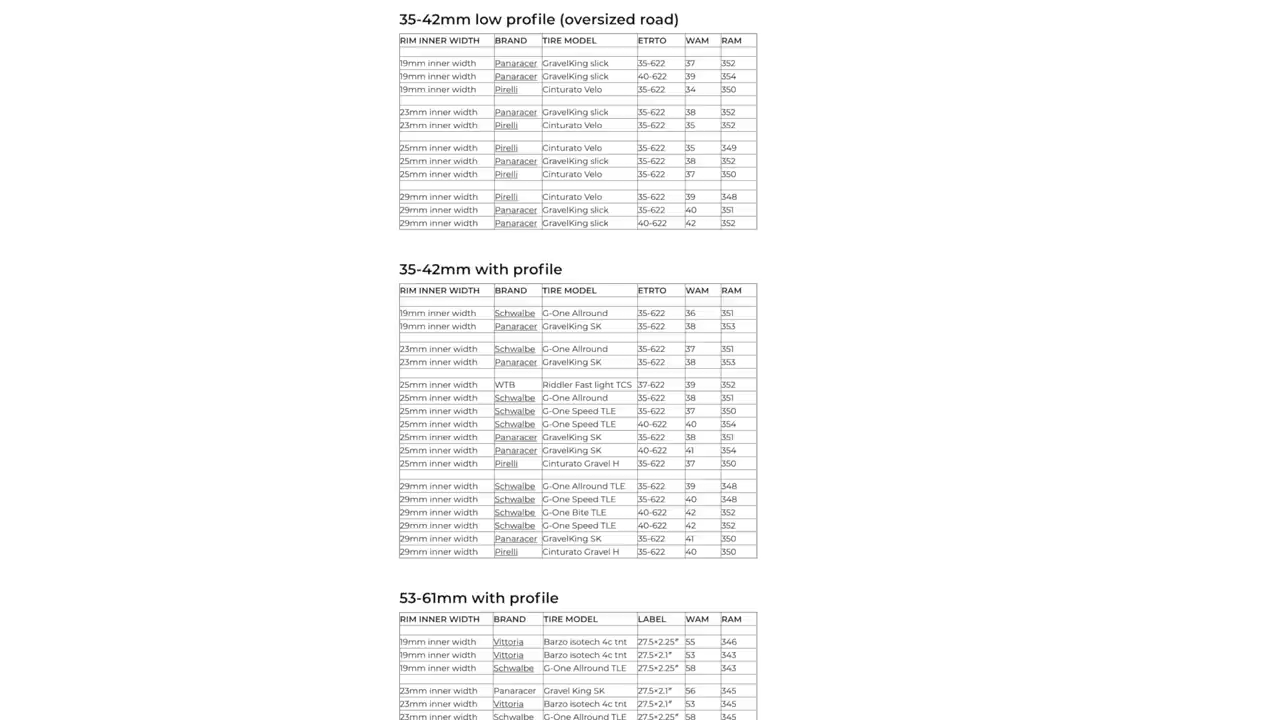 35-42mm low profile (oversized road)
RIM INNER WIDTH BRAND TIRE MODEL ETRTO WAM RAM
19mm inner width Panaracer GravelKing slick 35-622 37 352
19mm inner width Panaracer GravelKing slick 40-622 39 354
19mm inner width Pirelli Cinturato Velo 35-622 34 350
23mm inner width Panaracer GravelKing slick 35-622 38 352
23mm inner width Pirelli Cinturato Velo 35-622 35 352
25mm inner width Pirelli Cinturato Velo 35-622 35 349
25mm inner width Panaracer GravelKing slick 35-622 38 352
25mm inner width Pirelli Cinturato Velo 35-622 37 350
29mm inner width Pirelli Cinturato Velo 35-622 39 348
29mm inner width Panaracer GravelKing slick 35-622 40 351
29mm inner width Panaracer GravelKing slick 40-622 42 352
35-42mm with profile
RIM INNER WIDTH BRAND TIRE MODEL ETRTO WAM RAM
19mm inner width Schwalbe G-One Allround 35-622 36 351
19mm inner width Panaracer GravelKing SK 35-622 38 353
23mm inner width Schwalbe G-One Allround 35-622 37 351
23mm inner width Panaracer GravelKing SK 35-622 38 353
25mm inner width WTB Riddler Fast light TCS 37-622 39 352
25mm inner width Schwalbe G-One Allround 35-622 38 351
25mm inner width Schwalbe G-One Speed TLE 35-622 37 350
25mm inner width Schwalbe G-One Speed TLE 40-622 40 354
25mm inner width Panaracer GravelKing SK 35-622 38 351
25mm inner width Panaracer GravelKing SK 40-622 41 354
25mm inner width Pirelli Cinturato Gravel H 35-622 37 350
29mm inner width Schwalbe G-One Allround TLE 35-622 39 348
29mm inner width Schwalbe G-One Speed TLE 35-622 40 348
29mm inner width Schwalbe G-One Bite TLE 40-622 42 352
29mm inner width Schwalbe G-One Speed TLE 40-622 42 352
29mm inner width Panaracer GravelKing SK 35-622 41 350
29mm inner width Pirelli Cinturato Gravel H 35-622 40 350
53-61mm with profile
RIM INNER WIDTH BRAND TIRE MODEL LABEL WAM RAM
19mm inner width Vittoria Barzo isotech 4c tnt 27.5×2.25″ 55 346
19mm inner width Vittoria Barzo isotech 4c tnt 27.5×2.1″ 53 343
19mm inner width Schwalbe G-One Allround TLE 27.5×2.25″ 58 343
23mm inner width Panaracer Gravel King SK 27.5×2.1″ 56 345
23mm inner width Vittoria Barzo isotech 4c tnt 27.5×2.1″ 53 345
23mm inner width Schwalbe G-One Allround TLE 27.5×2.25″ 58 345